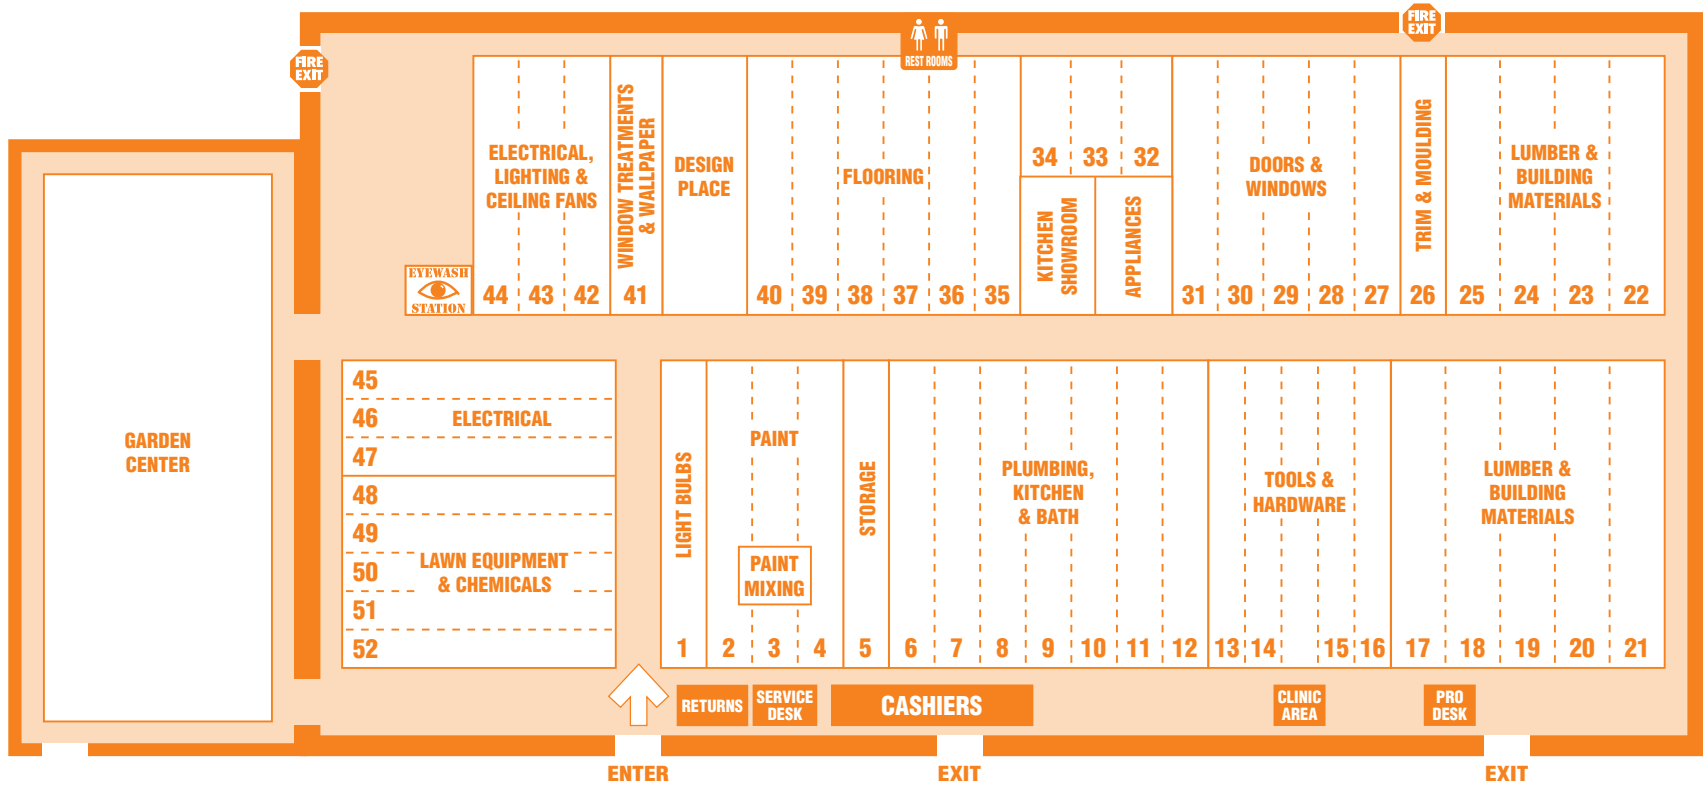 FIRE
EXIT
REST ROOMS
FIRE
EXIT
ELECTRICAL,
LIGHTING &
CEILING FANS
44 43 42
WINDOW TREATMENTS
& WALLPAPER
41
DESIGN
PLACE
FLOORING
40 39 38 37 36 35
34 33 32
KITCHEN
SHOWROOM
APPLIANCES
DOORS &
WINDOWS
31 30 29 28 27
TRIM & MOULDING
26
LUMBER &
BUILDING
MATERIALS
25 24 23 22
EYEWASH
STATION
GARDEN
CENTER
45
46 ELECTRICAL
47
48
49
50
LAWN EQUIPMENT
& CHEMICALS
51
52
LIGHT BULBS
1
PAINT
PAINT
MIXING
2 3 4
STORAGE
5
PLUMBING,
KITCHEN
& BATH
6 7 8 9 10 11 12
TOOLS &
HARDWARE
13 14 15 16
LUMBER &
BUILDING
MATERIALS
17 18 19 20 21
RETURNS
SERVICE
DESK
CASHIERS
CLINIC
AREA
PRO
DESK
ENTER
EXIT
EXIT